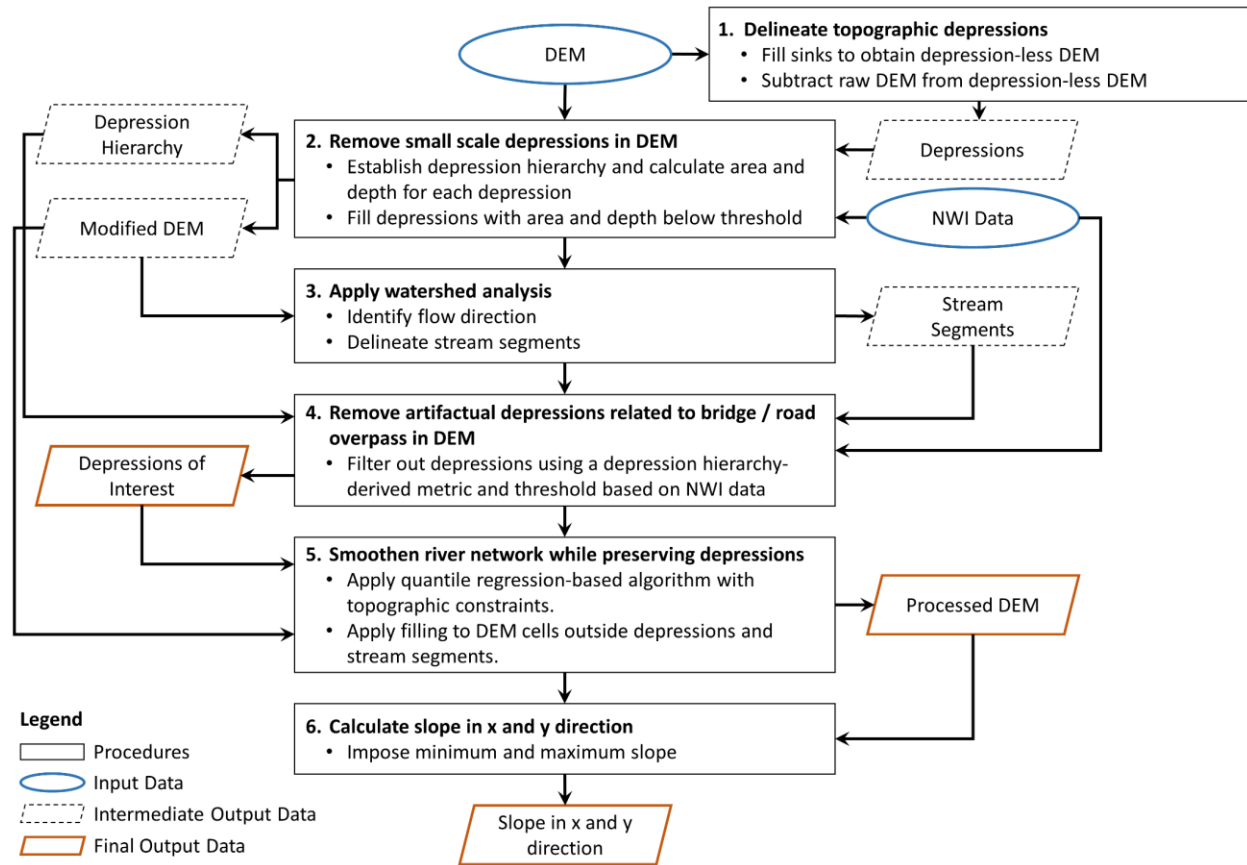 DEM
1. Delineate topographic depressions
• Fill sinks to obtain depression-less DEM
• Subtract raw DEM from depression-less DEM
Depression
Hierarchy
2. Remove small scale depressions in DEM
• Establish depression hierarchy and calculate area and
depth for each depression
• Fill depressions with area and depth below threshold
Depressions
Modified DEM
NWI Data
3. Apply watershed analysis
• Identify flow direction
• Delineate stream segments
Stream
Segments
4. Remove artifactual depressions related to bridge / road
overpass in DEM
• Filter out depressions using a depression hierarchy-
derived metric and threshold based on NWI data
Depressions of
Interest
5. Smoothen river network while preserving depressions
• Apply quantile regression-based algorithm with
topographic constraints.
• Apply filling to DEM cells outside depressions and
stream segments.
Processed DEM
6. Calculate slope in x and y direction
• Impose minimum and maximum slope
Slope in x and y
direction
Legend
Procedures
Input Data
Intermediate Output Data
Final Output Data